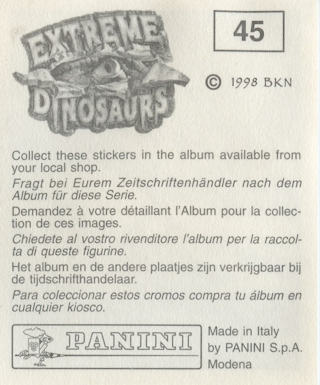 EXTREME
DINOSAURS
45
© 1998 BKN
Collect these stickers in the album available from
your local shop.
Fragt bei Eurem Zeitschriftenhändler nach dem
Album für diese Serie.
Demandez à votre détaillant l'Album pour la collec-
tion de ces images.
Chiedete al vostro rivenditore l'album per la raccol-
ta di queste figurine.
Het album en de andere plaatjes zijn verkrijgbaar bij
de tijdschrifthandelaar.
Para coleccionar estos cromos compra tu álbum en
cualquier kiosco.
PANINI
Made in Italy
by PANINI S.p.A.
Modena